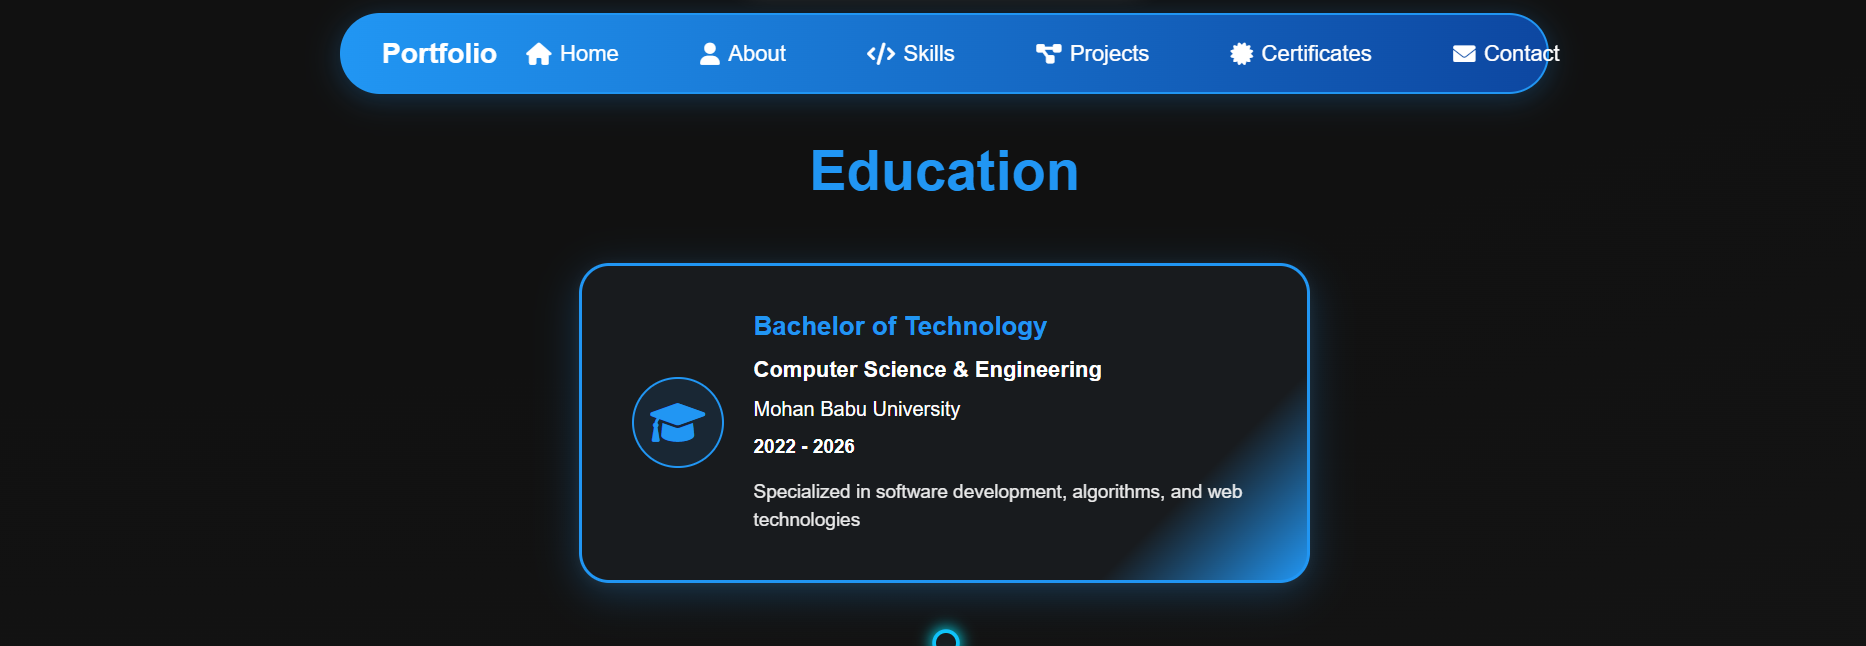 Portfolio Home About Skills Projects Certificates Contact
Education
Bachelor of Technology
Computer Science & Engineering
Mohan Babu University
2022 - 2026
Specialized in software development, algorithms, and web
technologies